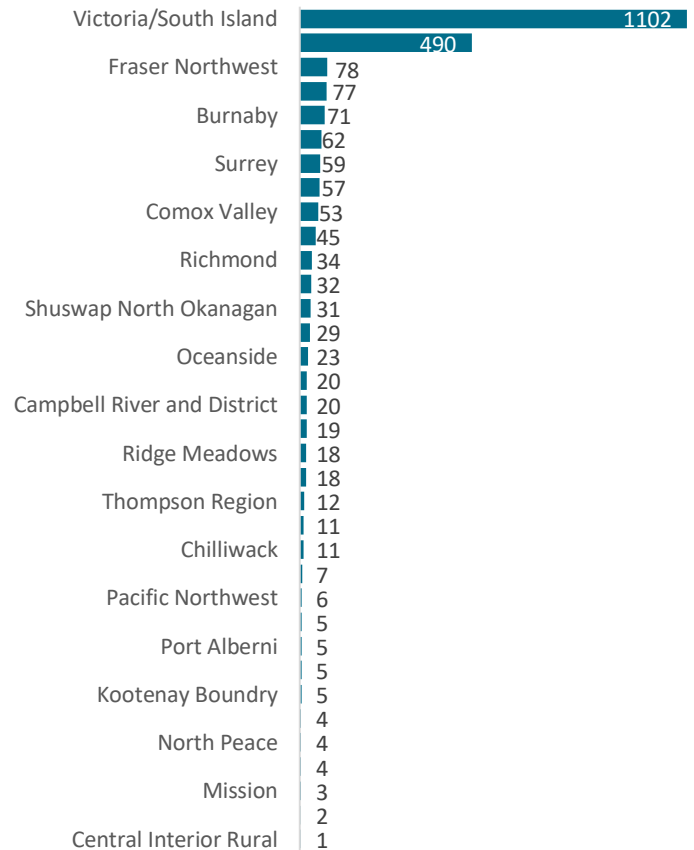 Victoria/South Island 1102
490
Fraser Northwest 78
77
Burnaby 71
62
Surrey 59
57
Comox Valley 53
45
Richmond 34
32
Shuswap North Okanagan 31
29
Oceanside 23
20
Campbell River and District 20
19
Ridge Meadows 18
18
Thompson Region 12
11
Chilliwack 11
7
Pacific Northwest 6
5
Port Alberni 5
5
Kootenay Boundry 5
4
North Peace 4
4
Mission 3
2
Central Interior Rural 1